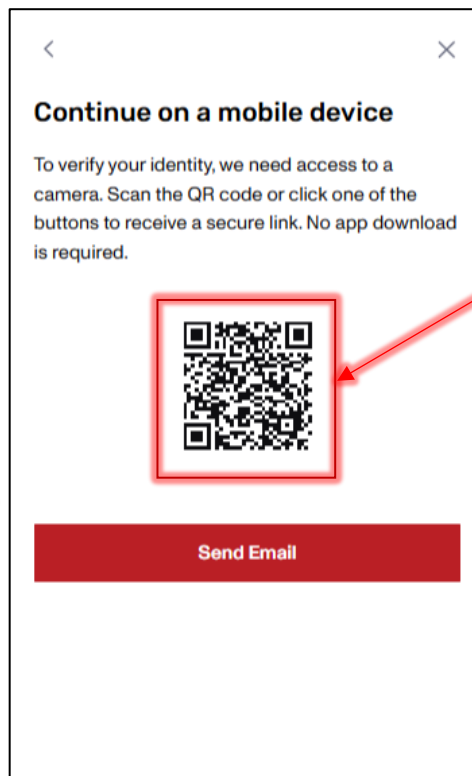 Continue on a mobile device
To verify your identity, we need access to a
camera. Scan the QR code or click one of the
buttons to receive a secure link. No app download
is required.
Send Email